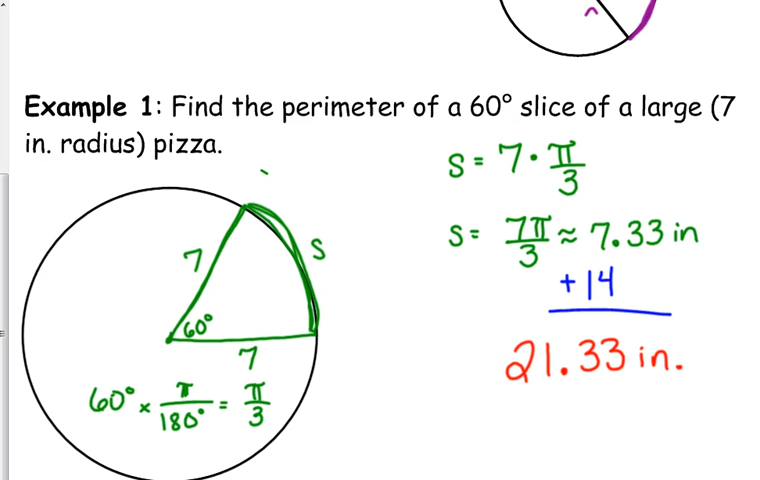 Example 1: Find the perimeter of a 60° slice of a large (7
in. radius) pizza.
s = 7 · π/3
s = 7π/3 ≈ 7.33 in
+ 14
21.33 in.
7
s
60°
7
60° × π/180° = π/3